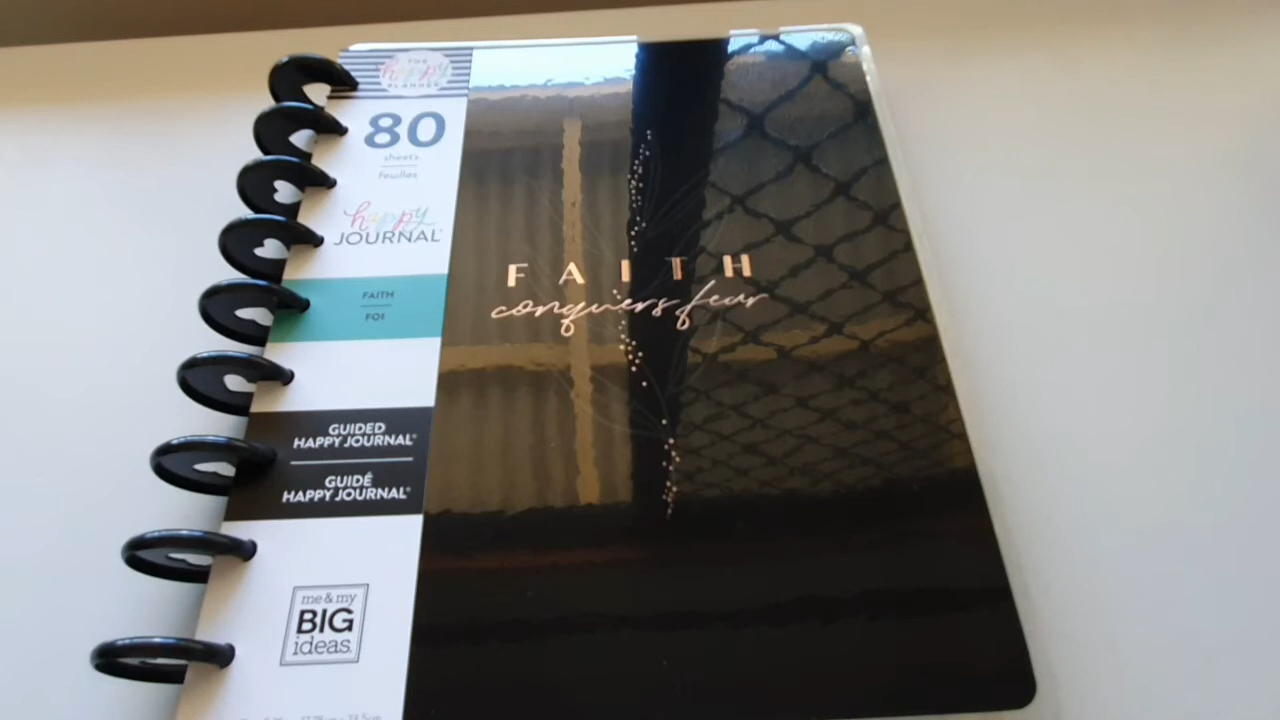 THE
happy
PLANNER
80
sheets
feuilles
happy
JOURNAL®
FAITH
FOI
GUIDED
HAPPY JOURNAL®
GUIDÉ
HAPPY JOURNAL®
me & my
BIG
ideas.
FAITH
conquers fear